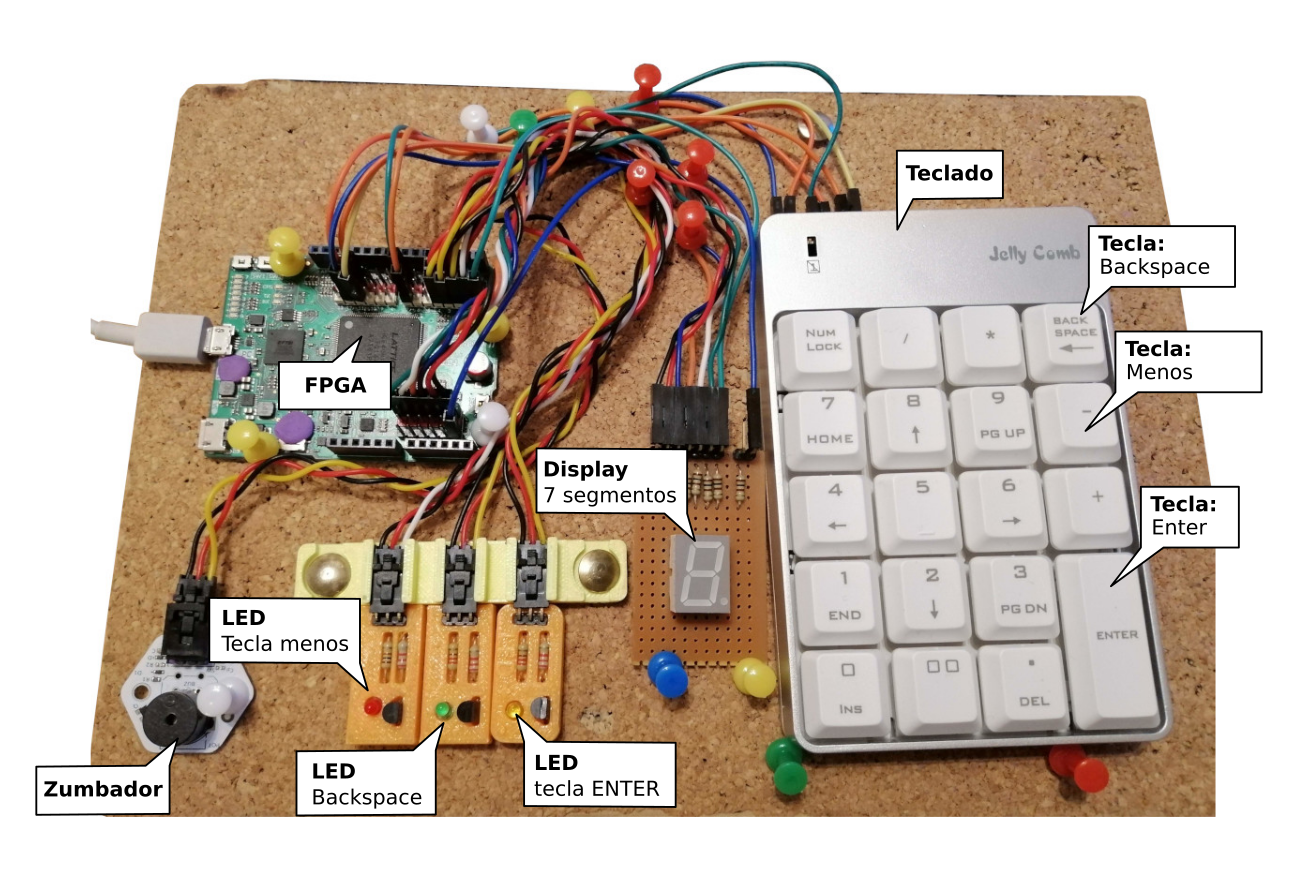 Teclado
Jelly Comb
Tecla:
Backspace
Tecla:
Menos
FPGA
Display
7 segmentos
Tecla:
Enter
NUM
LOCK
/
*
BACK
SPACE
←
7
HOME
8
↑
9
PG UP
-
4
←
5
6
→
+
1
END
2
↓
3
PG DN
ENTER
0
INS
00
.
DEL
LED
Tecla menos
Zumbador
LED
Backspace
LED
tecla ENTER